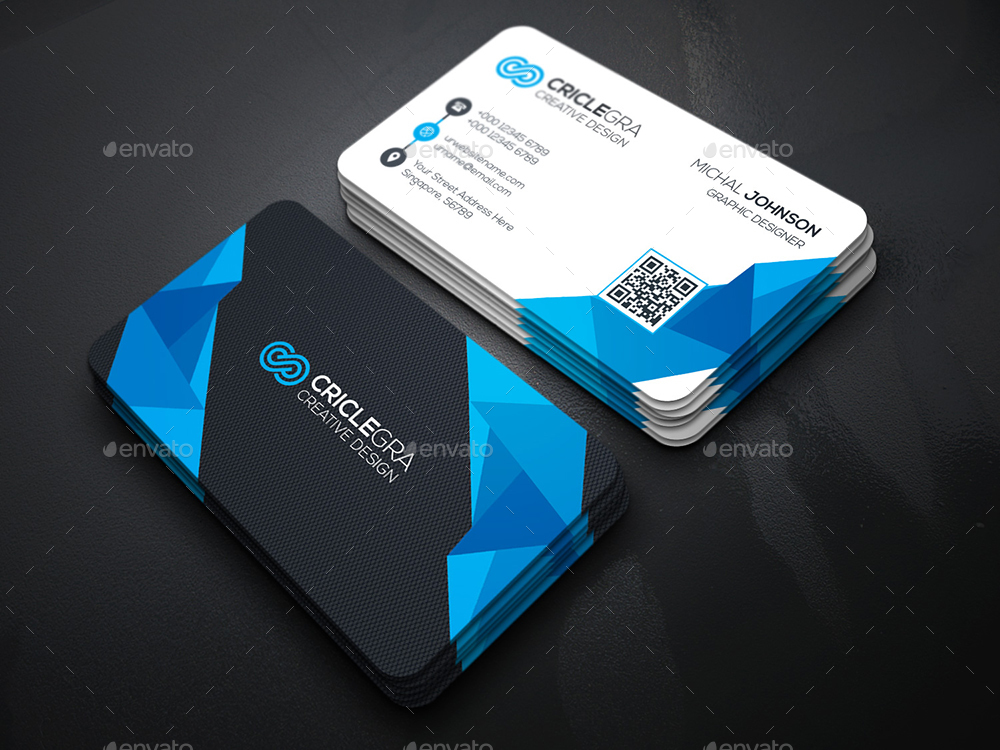 CRICLEGRA
CREATIVE DESIGN
+000 12345 6789
+000 12345 6789
urwebsitename.com
urname@email.com
Your Street Address Here
Singapore, 56789
MICHAL JOHNSON
GRAPHIC DESIGNER
CRICLEGRA
CREATIVE DESIGN
envato
envato
envato
envato
envato
envato
envato
envato
envato